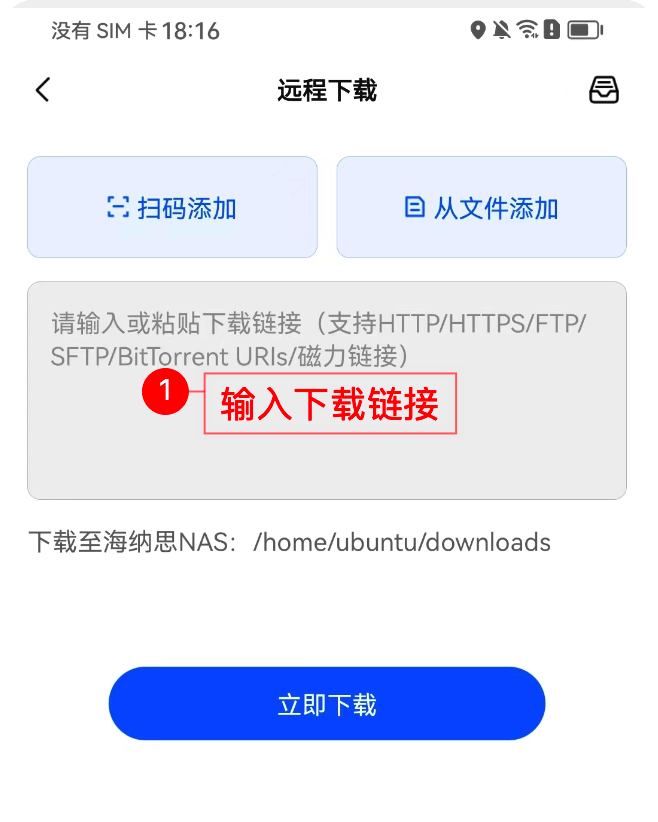 没有 SIM 卡 18:16
远程下载
扫码添加
从文件添加
请输入或粘贴下载链接（支持HTTP/HTTPS/FTP/
SFTP/BitTorrent URIs/磁力链接）
1
输入下载链接
下载至海纳思NAS：/home/ubuntu/downloads
立即下载